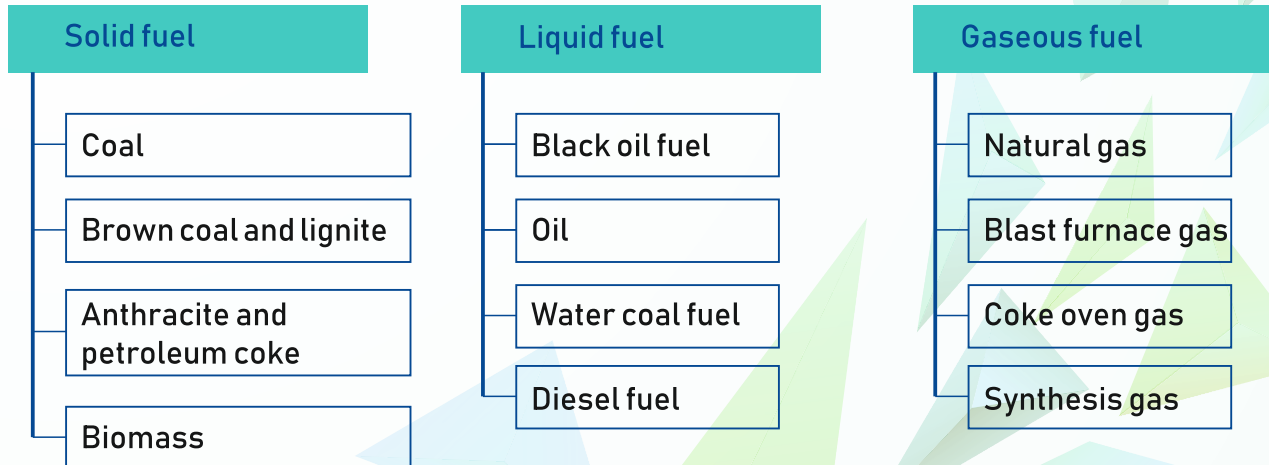 Solid fuel
Coal
Brown coal and lignite
Anthracite and
petroleum coke
Biomass
Liquid fuel
Black oil fuel
Oil
Water coal fuel
Diesel fuel
Gaseous fuel
Natural gas
Blast furnace gas
Coke oven gas
Synthesis gas